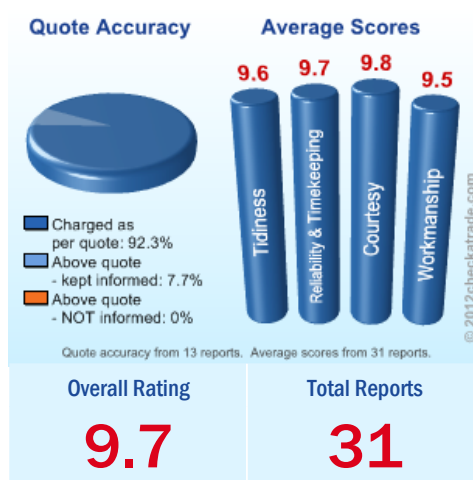 Quote Accuracy
Charged as
per quote: 92.3%
Above quote
- kept informed: 7.7%
Above quote
- NOT informed: 0%
Average Scores
9.6
9.7
9.8
9.5
Tidiness
Reliability & Timekeeping
Courtesy
Workmanship
© 2012checkatrade.com
Quote accuracy from 13 reports. Average scores from 31 reports.
Overall Rating
9.7
Total Reports
31